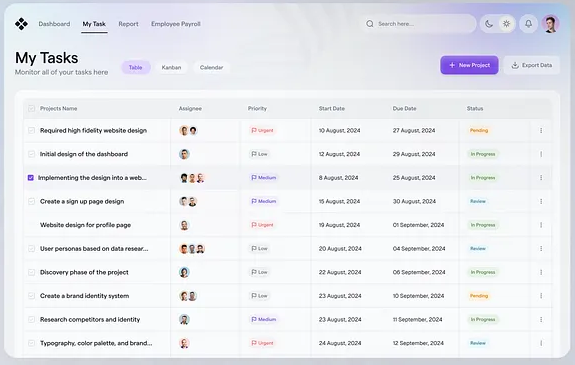 Dashboard My Task Report Employee Payroll Search here...
My Tasks
Monitor all of your tasks here
Table Kanban Calendar + New Project Export Data
Projects Name Assignee Priority Start Date Due Date Status
Required high fidelity website design Urgent 10 August, 2024 27 August, 2024 Pending
Initial design of the dashboard Low 12 August, 2024 29 August, 2024 In Progress
Implementing the design into a web... Medium 8 August, 2024 25 August, 2024 In Progress
Create a sign up page design Medium 15 August, 2024 30 August, 2024 Review
Website design for profile page Urgent 19 August, 2024 01 September, 2024 In Progress
User personas based on data resear... Low 20 August, 2024 04 September, 2024 Review
Discovery phase of the project Low 22 August, 2024 06 September, 2024 In Progress
Create a brand identity system Low 23 August, 2024 10 September, 2024 Pending
Research competitors and identity Medium 23 August, 2024 11 September, 2024 In Progress
Typography, color palette, and brand... Urgent 24 August, 2024 12 September, 2024 Review